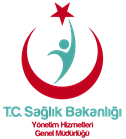 T.C. Sağlık Bakanlığı
Yönetim Hizmetleri
Genel Müdürlüğü